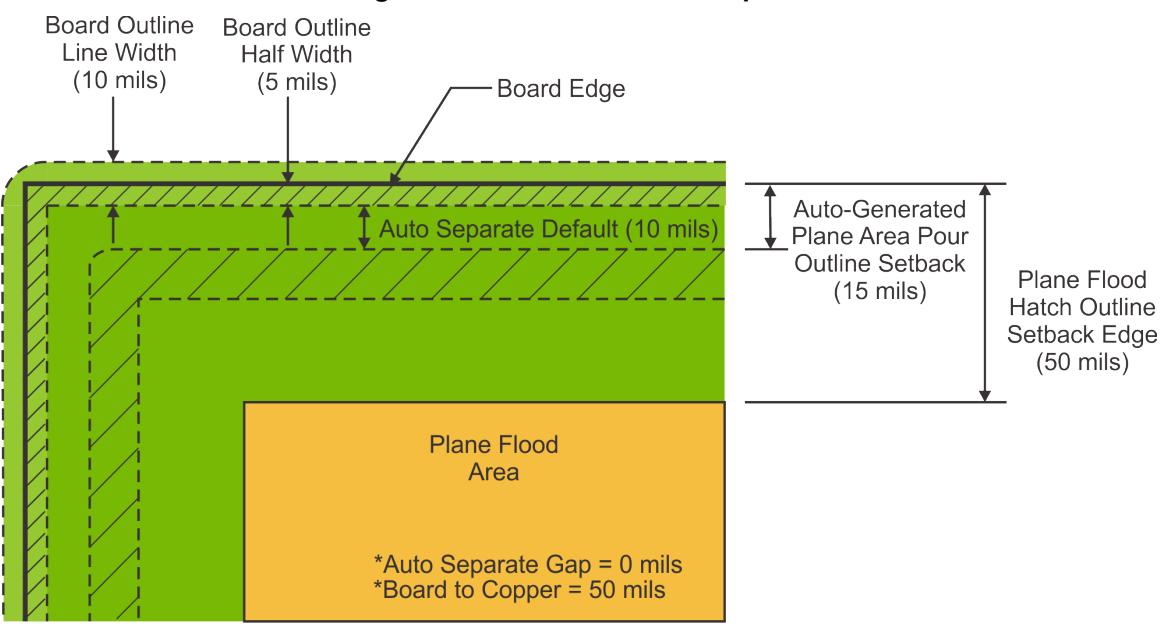 Board Outline
Line Width
(10 mils)
Board Outline
Half Width
(5 mils)
Board Edge
Auto Separate Default (10 mils)
Auto-Generated
Plane Area Pour
Outline Setback
(15 mils)
Plane Flood
Hatch Outline
Setback Edge
(50 mils)
Plane Flood
Area
*Auto Separate Gap = 0 mils
*Board to Copper = 50 mils